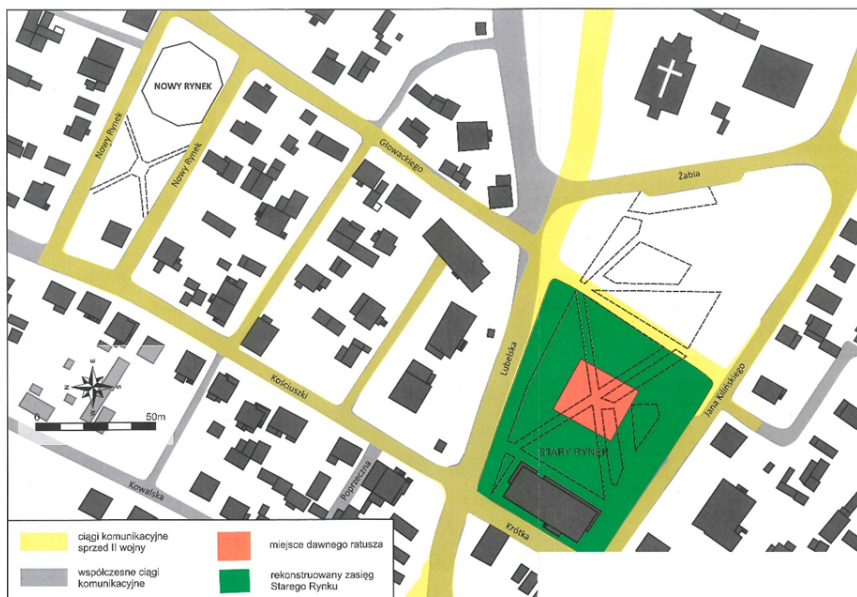 NOWY RYNEK
Nowy Rynek
Nowy Rynek
Głowackiego
Żabia
Lubelska
Jana Kilińskiego
Kościuszki
STARY RYNEK
Kowalska
Poprzeczna
Krótka
N
E
S
W
0
50m
ciągi komunikacyjne
sprzed II wojny
współczesne ciągi
komunikacyjne
miejsce dawnego ratusza
rekonstruowany zasięg
Starego Rynku